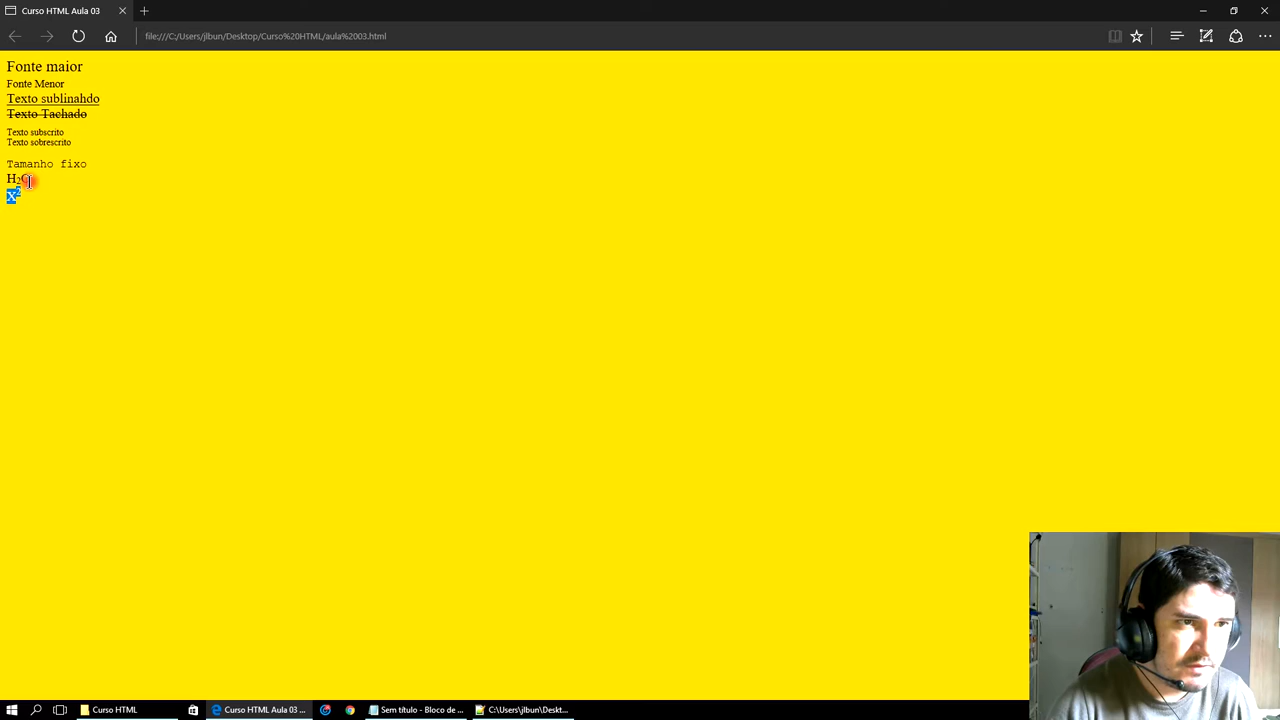 Curso HTML Aula 03
file:///C:/Users/jlbun/Desktop/Curso%20HTML/aula%2003.html
Fonte maior
Fonte Menor
Texto sublinahdo
Texto Tachado
Texto subscrito
Texto sobrescrito
Tamanho fixo
H₂O
X²
Curso HTML
Curso HTML Aula 03 ...
Sem título - Bloco de ...
C:\Users\jlbun\Deskt...